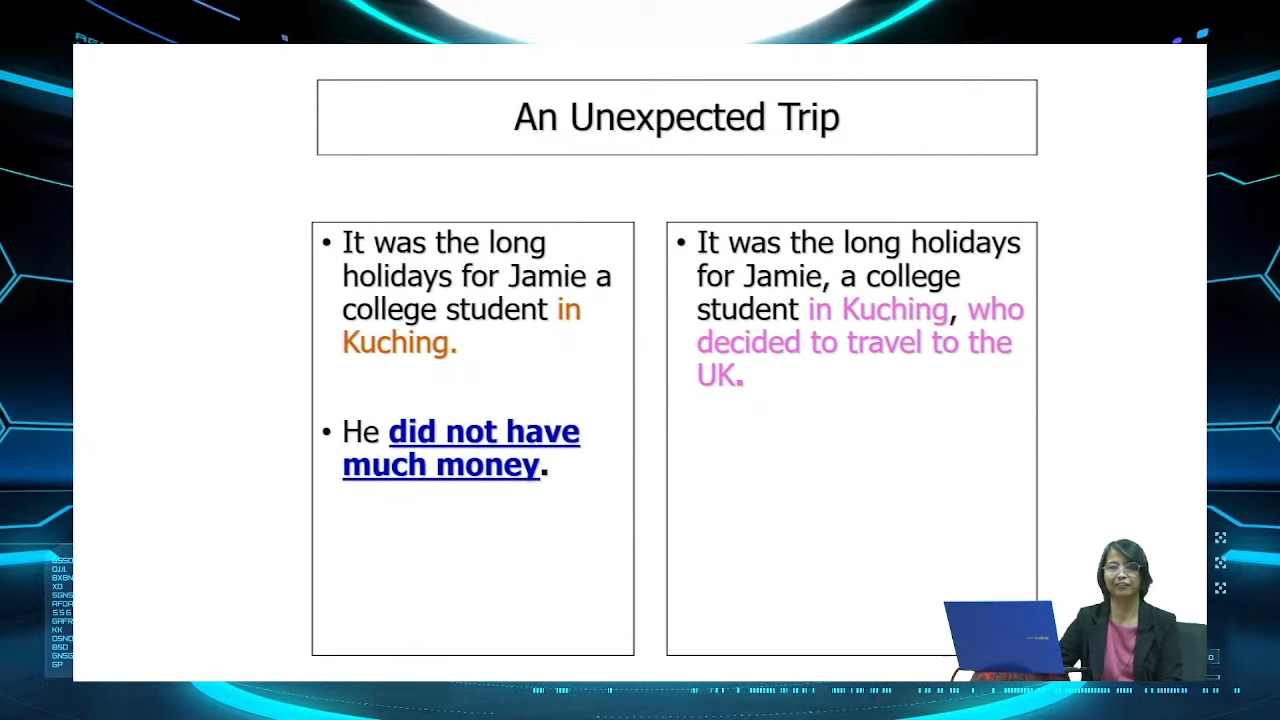 An Unexpected Trip
• It was the long
holidays for Jamie a
college student in
Kuching.
• He did not have
much money.
• It was the long holidays
for Jamie, a college
student in Kuching, who
decided to travel to the
UK.
KK
GP